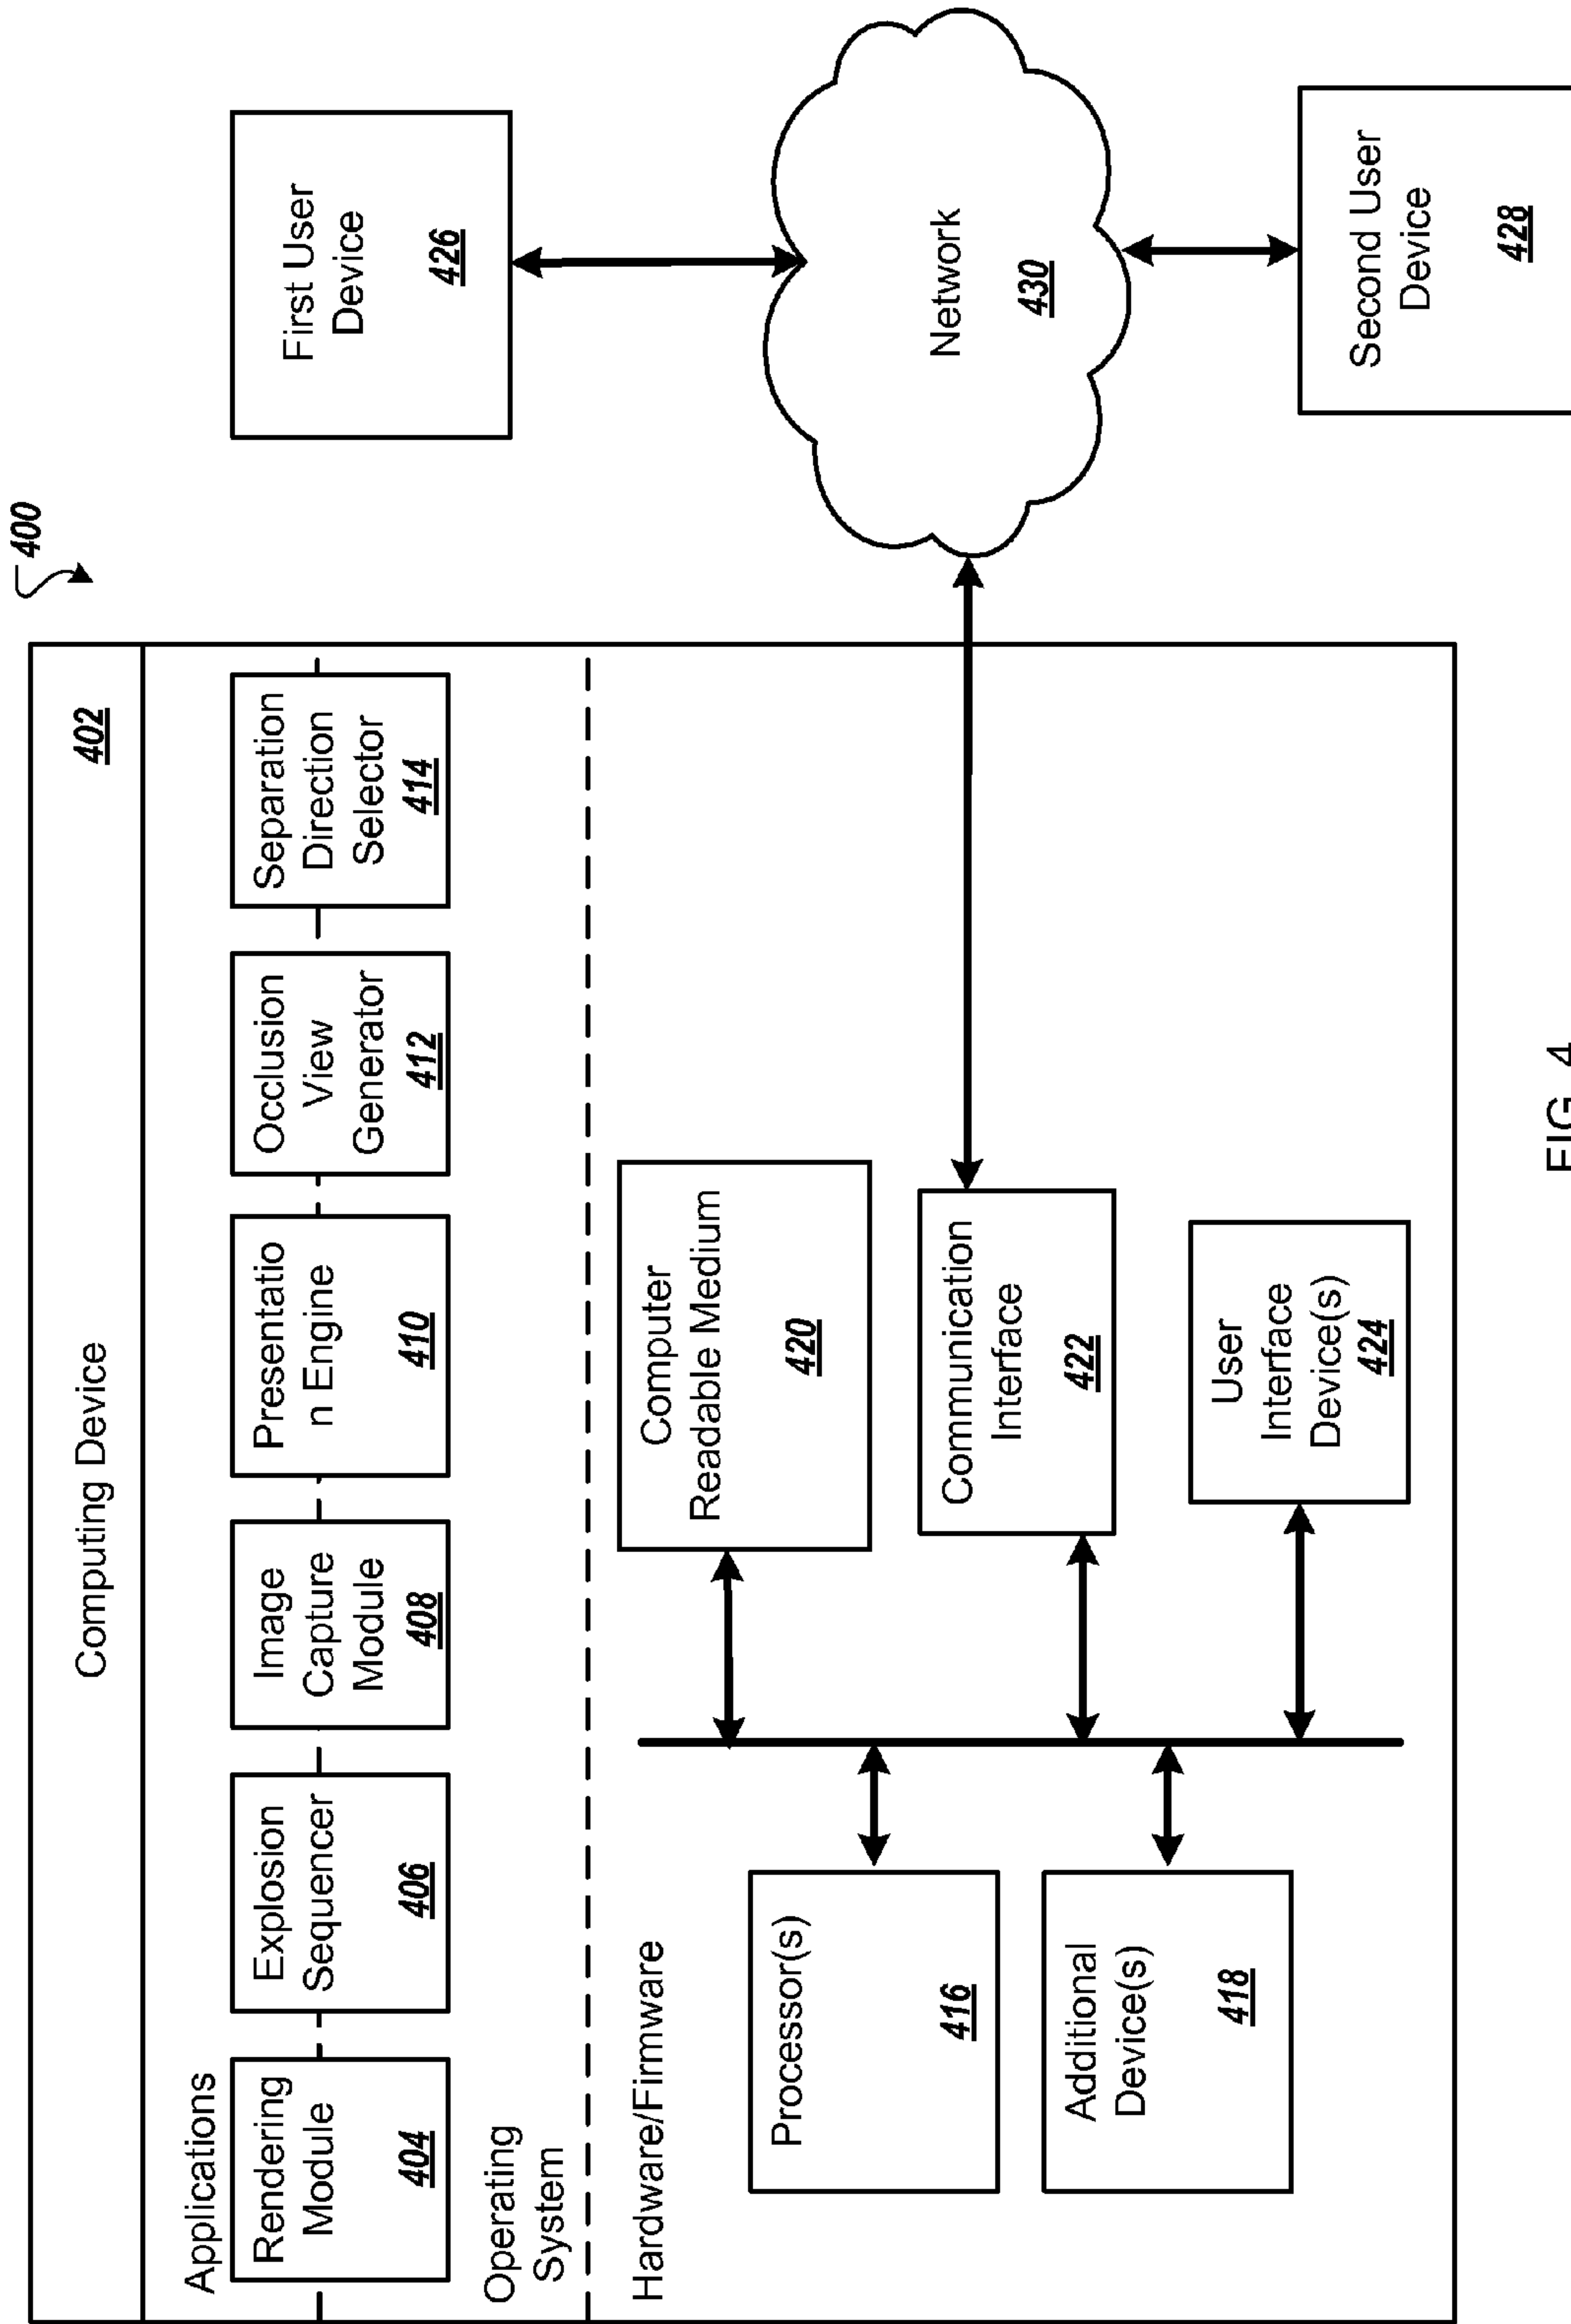 400
Computing Device
402
Applications
Rendering
Module
404
Explosion
Sequencer
406
Image
Capture
Module
408
Presentatio
n Engine
410
Occlusion
View
Generator
412
Separation
Direction
Selector
414
Operating
System
Hardware/Firmware
Processor(s)
416
Additional
Device(s)
418
Computer
Readable Medium
420
Communication
Interface
422
User
Interface
Device(s)
424
First User
Device
426
Network
430
Second User
Device
428
FIG. 4